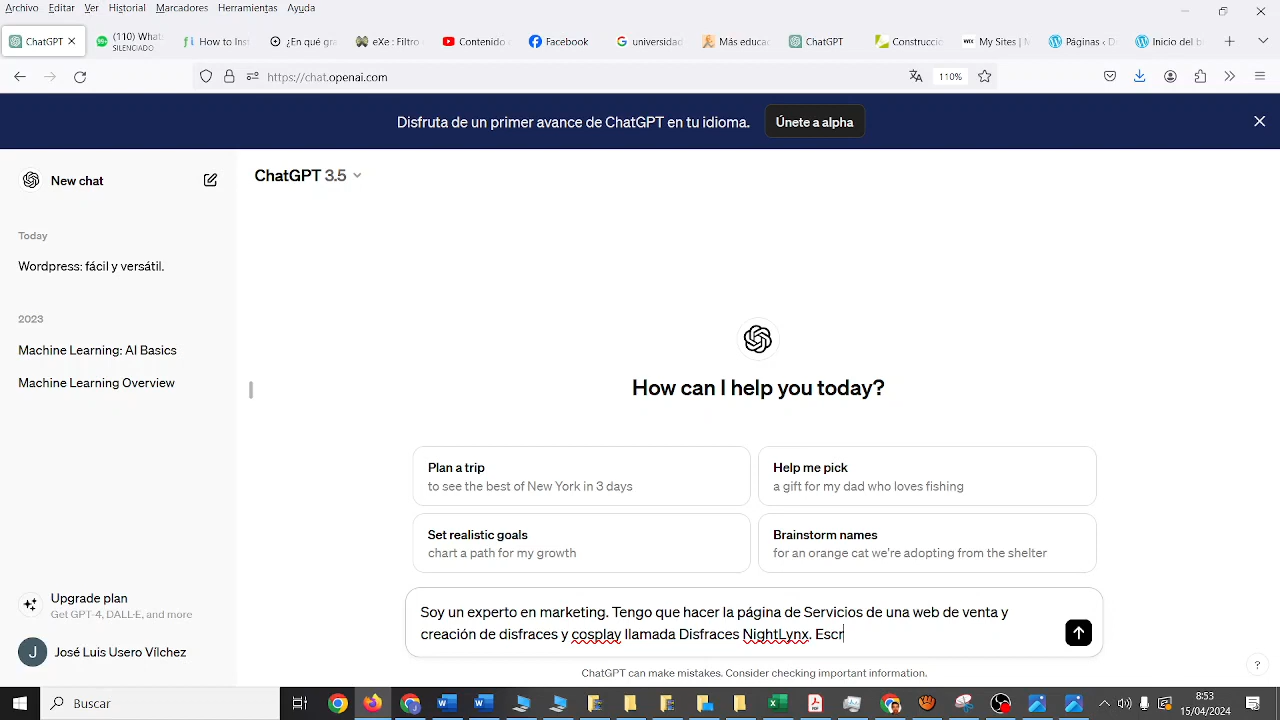 Archivo Editar Ver Historial Marcadores Herramientas Ayuda
ChatGPT
(110) What
SILENCIADO
How to Ins
¿En qué gra
eXe : Filtro
Contenido
Facebook
universidad
Más educa
ChatGPT
Construcció
WIX My Sites | M
Páginas ‹ D
Inicio del b
https://chat.openai.com
110%
Disfruta de un primer avance de ChatGPT en tu idioma.
Únete a alpha
New chat
ChatGPT 3.5
Today
Wordpress: fácil y versátil.
2023
Machine Learning: AI Basics
Machine Learning Overview
How can I help you today?
Plan a trip
to see the best of New York in 3 days
Help me pick
a gift for my dad who loves fishing
Set realistic goals
chart a path for my growth
Brainstorm names
for an orange cat we're adopting from the shelter
Soy un experto en marketing. Tengo que hacer la página de Servicios de una web de venta y
creación de disfraces y cosplay llamada Disfraces NightLynx. Escr
Upgrade plan
Get GPT-4, DALL·E, and more
J José Luis Usero Vílchez
ChatGPT can make mistakes. Consider checking important information.
?
Buscar
8:53
15/04/2024